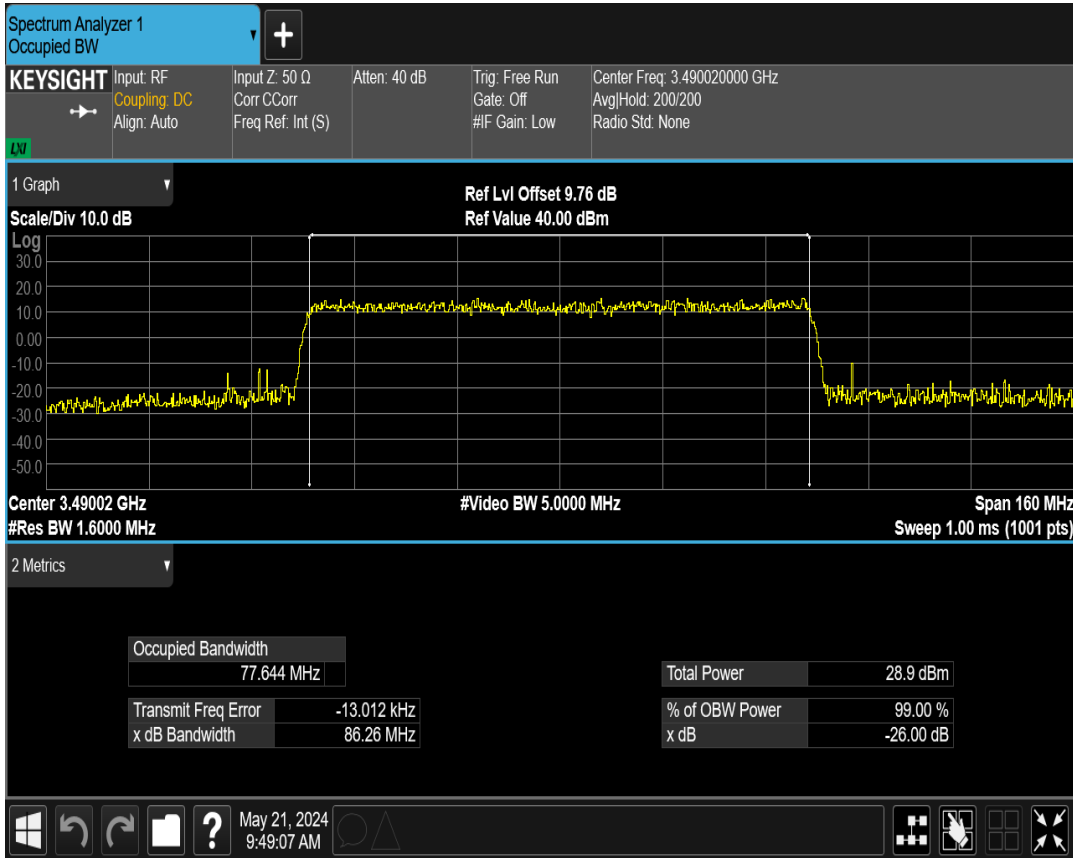 Spectrum Analyzer 1
Occupied BW
+
KEYSIGHT Input: RF Input Z: 50 Ω Atten: 40 dB Trig: Free Run Center Freq: 3.490020000 GHz
Coupling: DC Corr CCorr Gate: Off Avg|Hold: 200/200
Align: Auto Freq Ref: Int (S) #IF Gain: Low Radio Std: None
LXI
1 Graph
Ref Lvl Offset 9.76 dB
Scale/Div 10.0 dB Ref Value 40.00 dBm
Log
30.0
20.0
10.0
0.00
-10.0
-20.0
-30.0
-40.0
-50.0
Center 3.49002 GHz #Video BW 5.0000 MHz Span 160 MHz
#Res BW 1.6000 MHz Sweep 1.00 ms (1001 pts)
2 Metrics
Occupied Bandwidth
77.644 MHz Total Power 28.9 dBm
Transmit Freq Error -13.012 kHz % of OBW Power 99.00 %
x dB Bandwidth 86.26 MHz x dB -26.00 dB
? May 21, 2024
9:49:07 AM